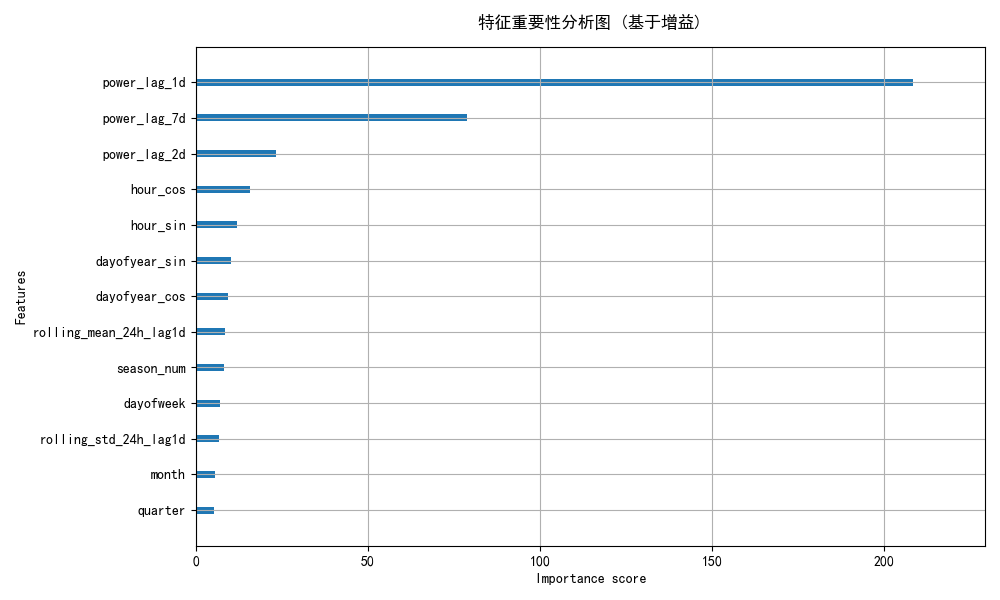 特征重要性分析图 (基于增益)
power_lag_1d
power_lag_7d
power_lag_2d
hour_cos
hour_sin
dayofyear_sin
dayofyear_cos
rolling_mean_24h_lag1d
season_num
dayofweek
rolling_std_24h_lag1d
month
quarter
Features
0 50 100 150 200
Importance score